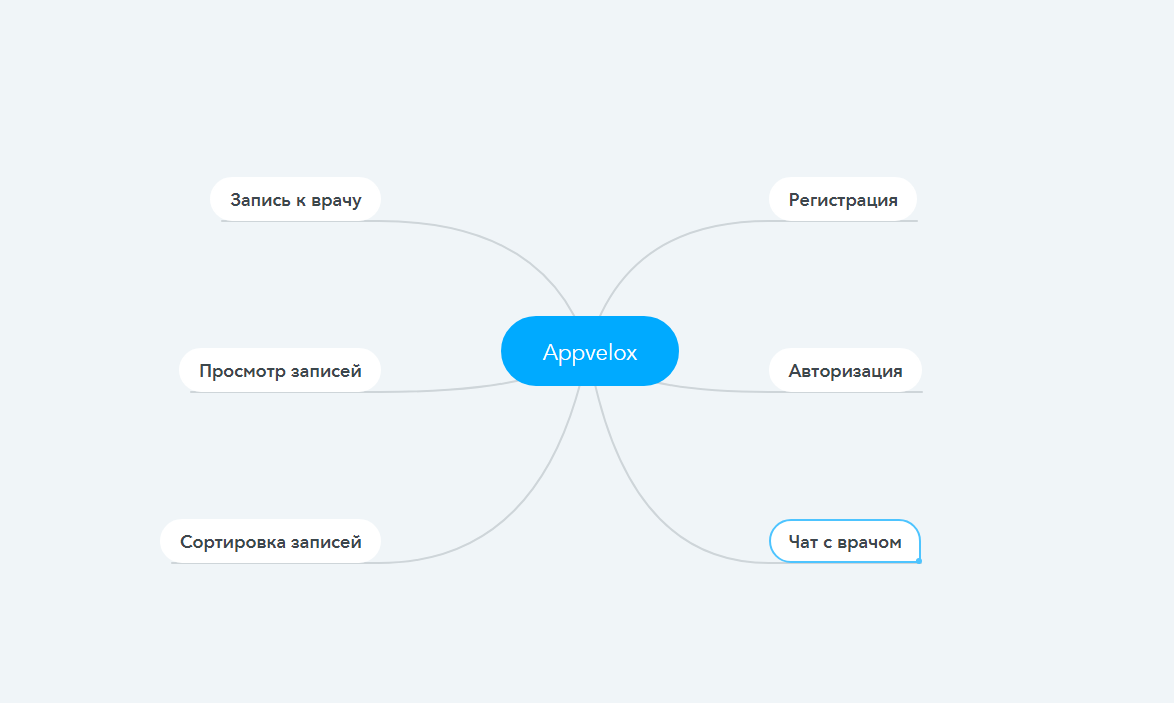 Запись к врачу
Регистрация
Appvelox
Просмотр записей
Авторизация
Сортировка записей
Чат с врачом